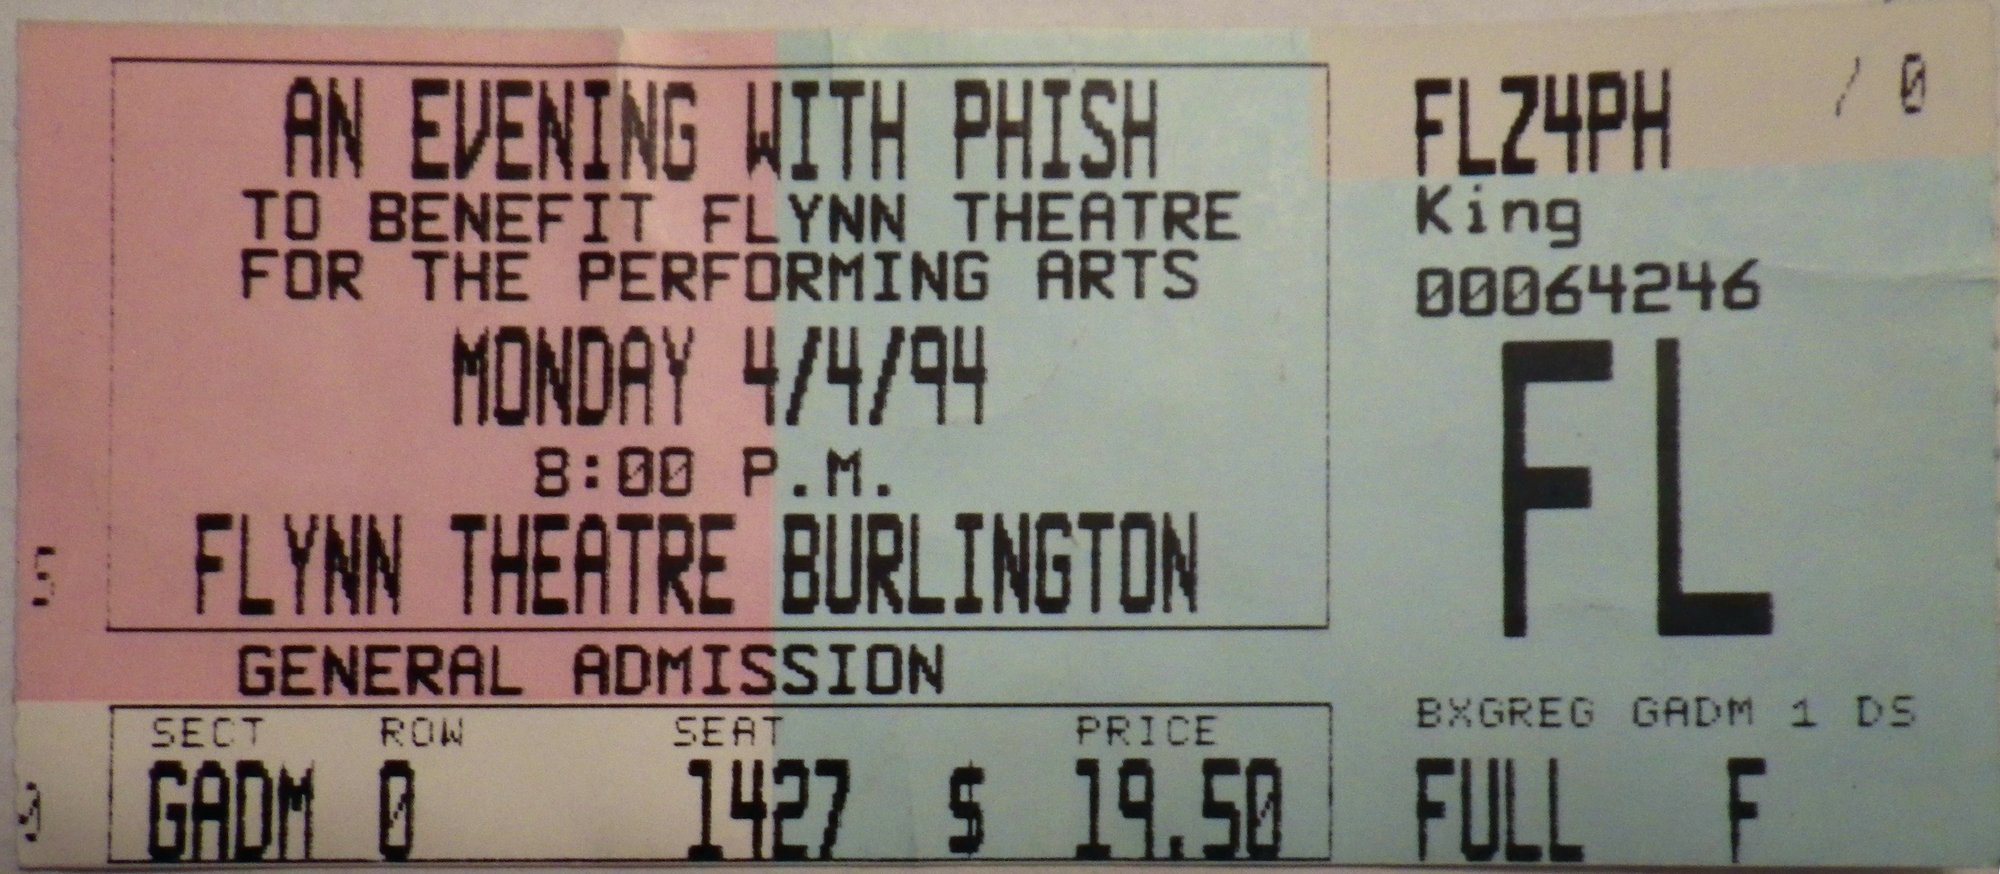 AN EVENING WITH PHISH
TO BENEFIT FLYNN THEATRE
FOR THE PERFORMING ARTS
MONDAY 4/4/94
8:00 P.M.
FLYNN THEATRE BURLINGTON
GENERAL ADMISSION
SECT ROW SEAT PRICE
GADM 0 1427 $ 19.50
FLZ4PH / 0
King
00064246
FL
BXGREG GADM 1 DS
FULL F